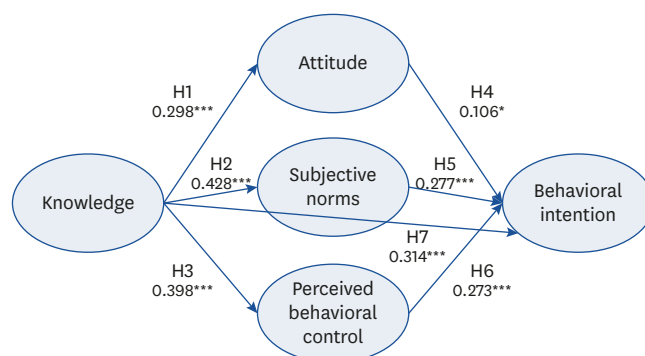 Attitude
H1
0.298***
H4
0.106*
H2
0.428***
Subjective
norms
H5
0.277***
Knowledge
Behavioral
intention
H7
0.314***
H3
0.398***
Perceived
behavioral
control
H6
0.273***